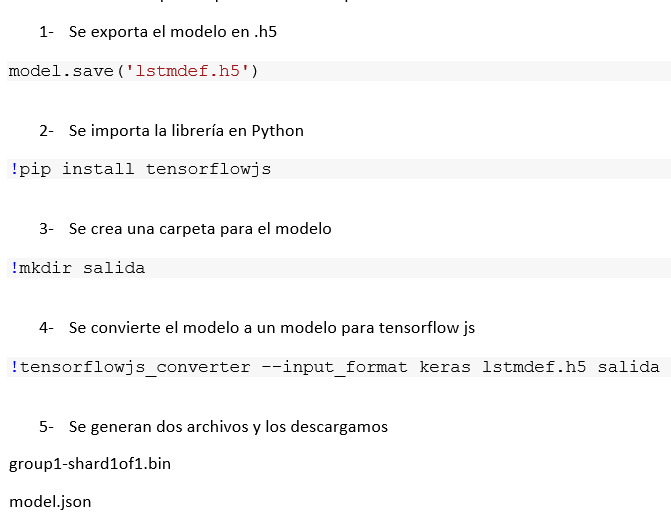 1- Se exporta el modelo en .h5
model.save('lstmdef.h5')
2- Se importa la librería en Python
!pip install tensorflowjs
3- Se crea una carpeta para el modelo
!mkdir salida
4- Se convierte el modelo a un modelo para tensorflow js
!tensorflowjs_converter --input_format keras lstmdef.h5 salida
5- Se generan dos archivos y los descargamos
group1-shard1of1.bin
model.json